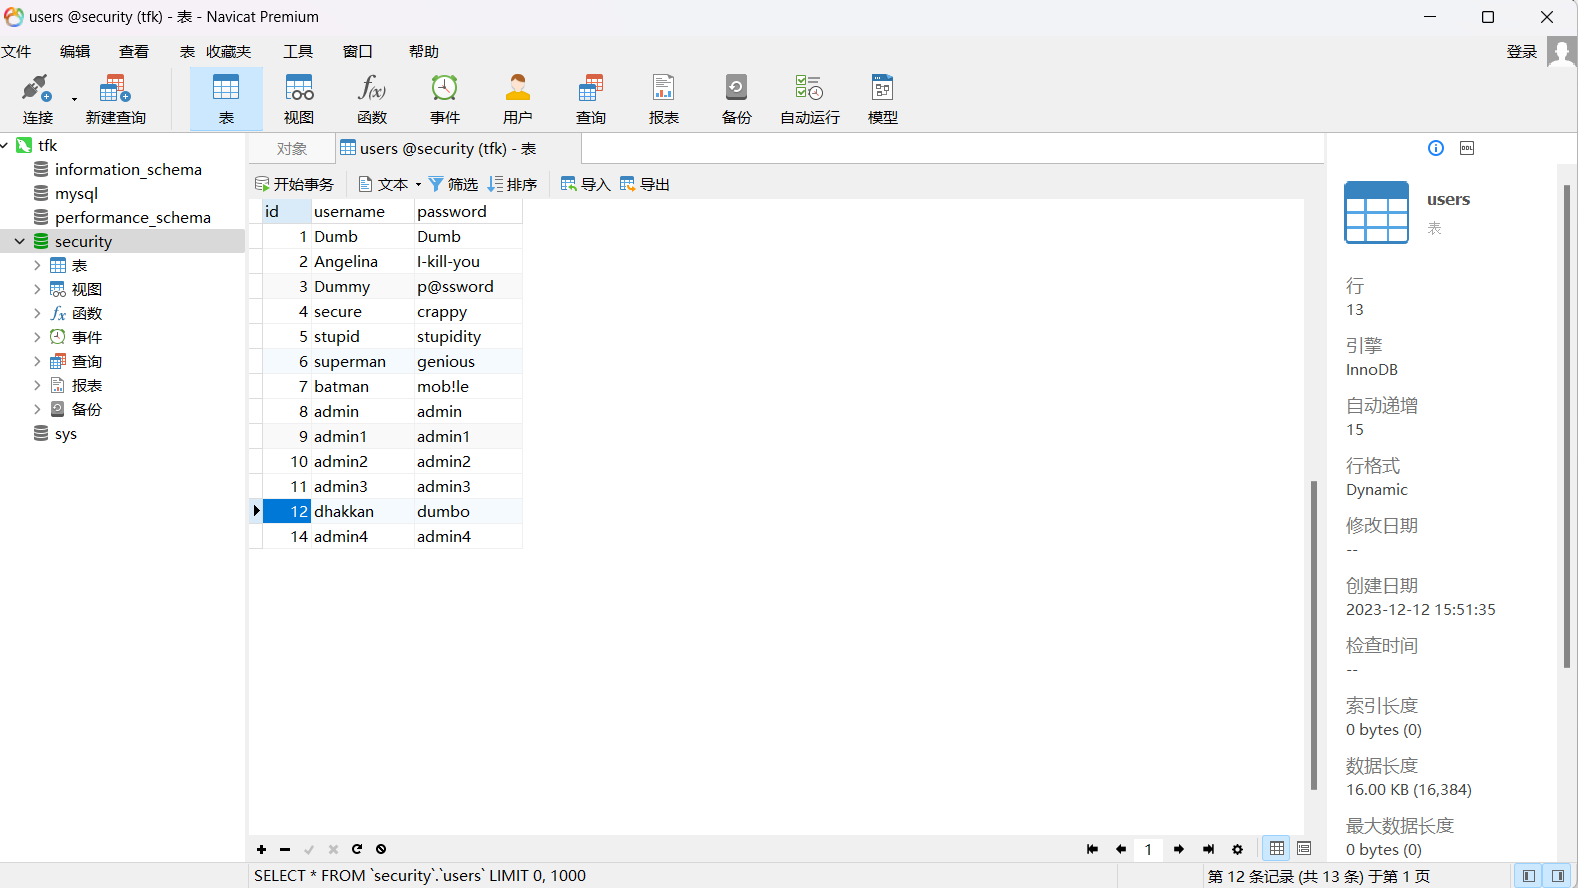 users @security (tfk) - 表 - Navicat Premium
文件 编辑 查看 表 收藏夹 工具 窗口 帮助 登录
连接 新建查询 表 视图 函数 事件 用户 查询 报表 备份 自动运行 模型
tfk
information_schema
mysql
performance_schema
security
表
视图
函数
事件
查询
报表
备份
sys
对象 users @security (tfk) - 表
开始事务 文本 筛选 排序 导入 导出
id username password
1 Dumb Dumb
2 Angelina I-kill-you
3 Dummy p@ssword
4 secure crappy
5 stupid stupidity
6 superman genious
7 batman mob!le
8 admin admin
9 admin1 admin1
10 admin2 admin2
11 admin3 admin3
12 dhakkan dumbo
14 admin4 admin4
1
DDL
users
表
行
13
引擎
InnoDB
自动递增
15
行格式
Dynamic
修改日期
--
创建日期
2023-12-12 15:51:35
检查时间
--
索引长度
0 bytes (0)
数据长度
16.00 KB (16,384)
最大数据长度
0 bytes (0)
SELECT * FROM `security`.`users` LIMIT 0, 1000
第 12 条记录 (共 13 条) 于第 1 页